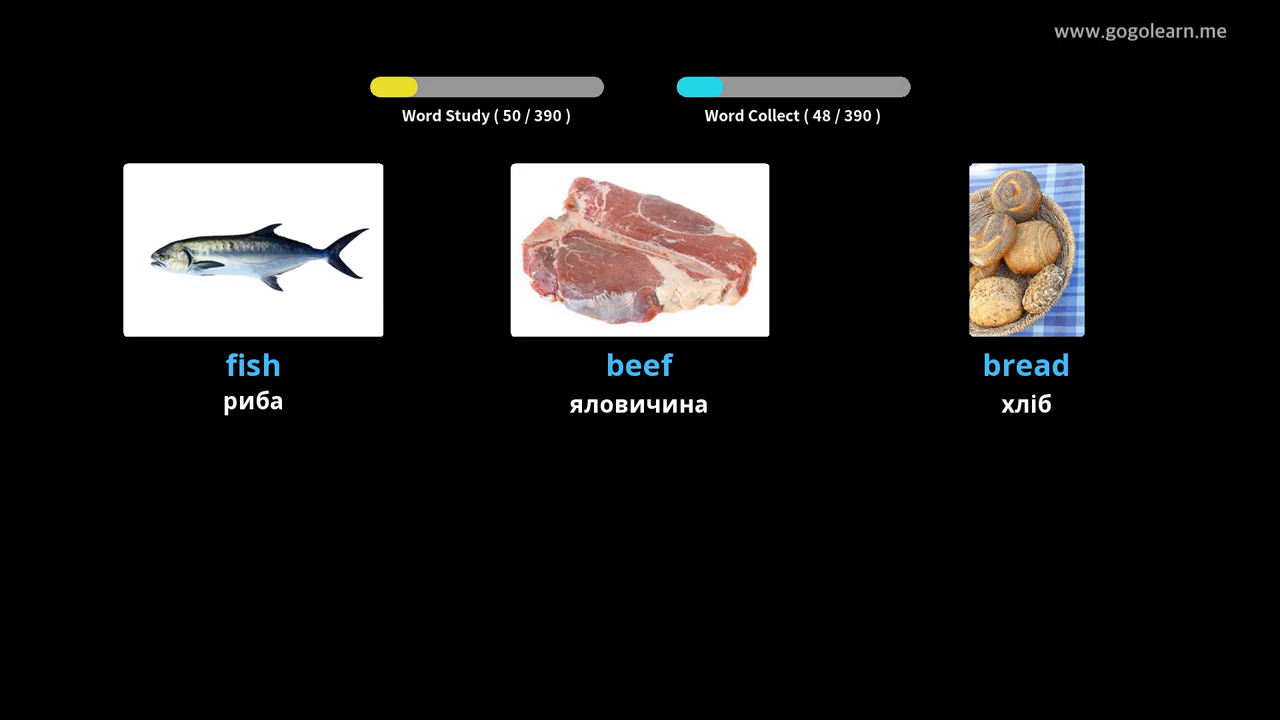 www.gogolearn.me
Word Study ( 50 / 390 )
Word Collect ( 48 / 390 )
fish
риба
beef
яловичина
bread
хліб